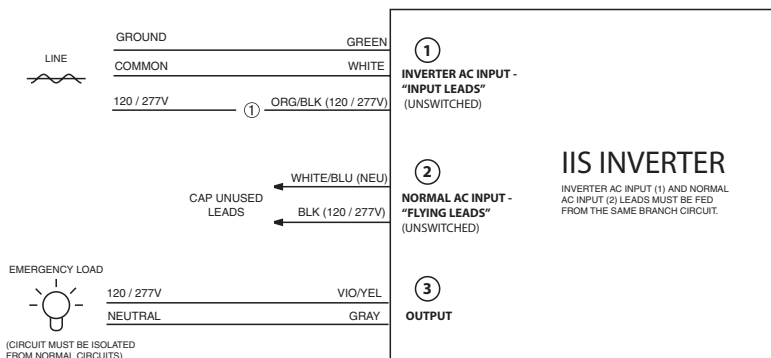 GROUND GREEN
LINE
COMMON WHITE
120 / 277V ① ORG/BLK (120 / 277V)
1
INVERTER AC INPUT -
“INPUT LEADS”
(UNSWITCHED)
WHITE/BLU (NEU)
CAP UNUSED
LEADS
BLK (120 / 277V)
2
NORMAL AC INPUT -
“FLYING LEADS”
(UNSWITCHED)
IIS INVERTER
INVERTER AC INPUT (1) AND NORMAL
AC INPUT (2) LEADS MUST BE FED
FROM THE SAME BRANCH CIRCUIT.
EMERGENCY LOAD
120 / 277V VIO/YEL
NEUTRAL GRAY
3
OUTPUT
(CIRCUIT MUST BE ISOLATED
FROM NORMAL CIRCUITS)